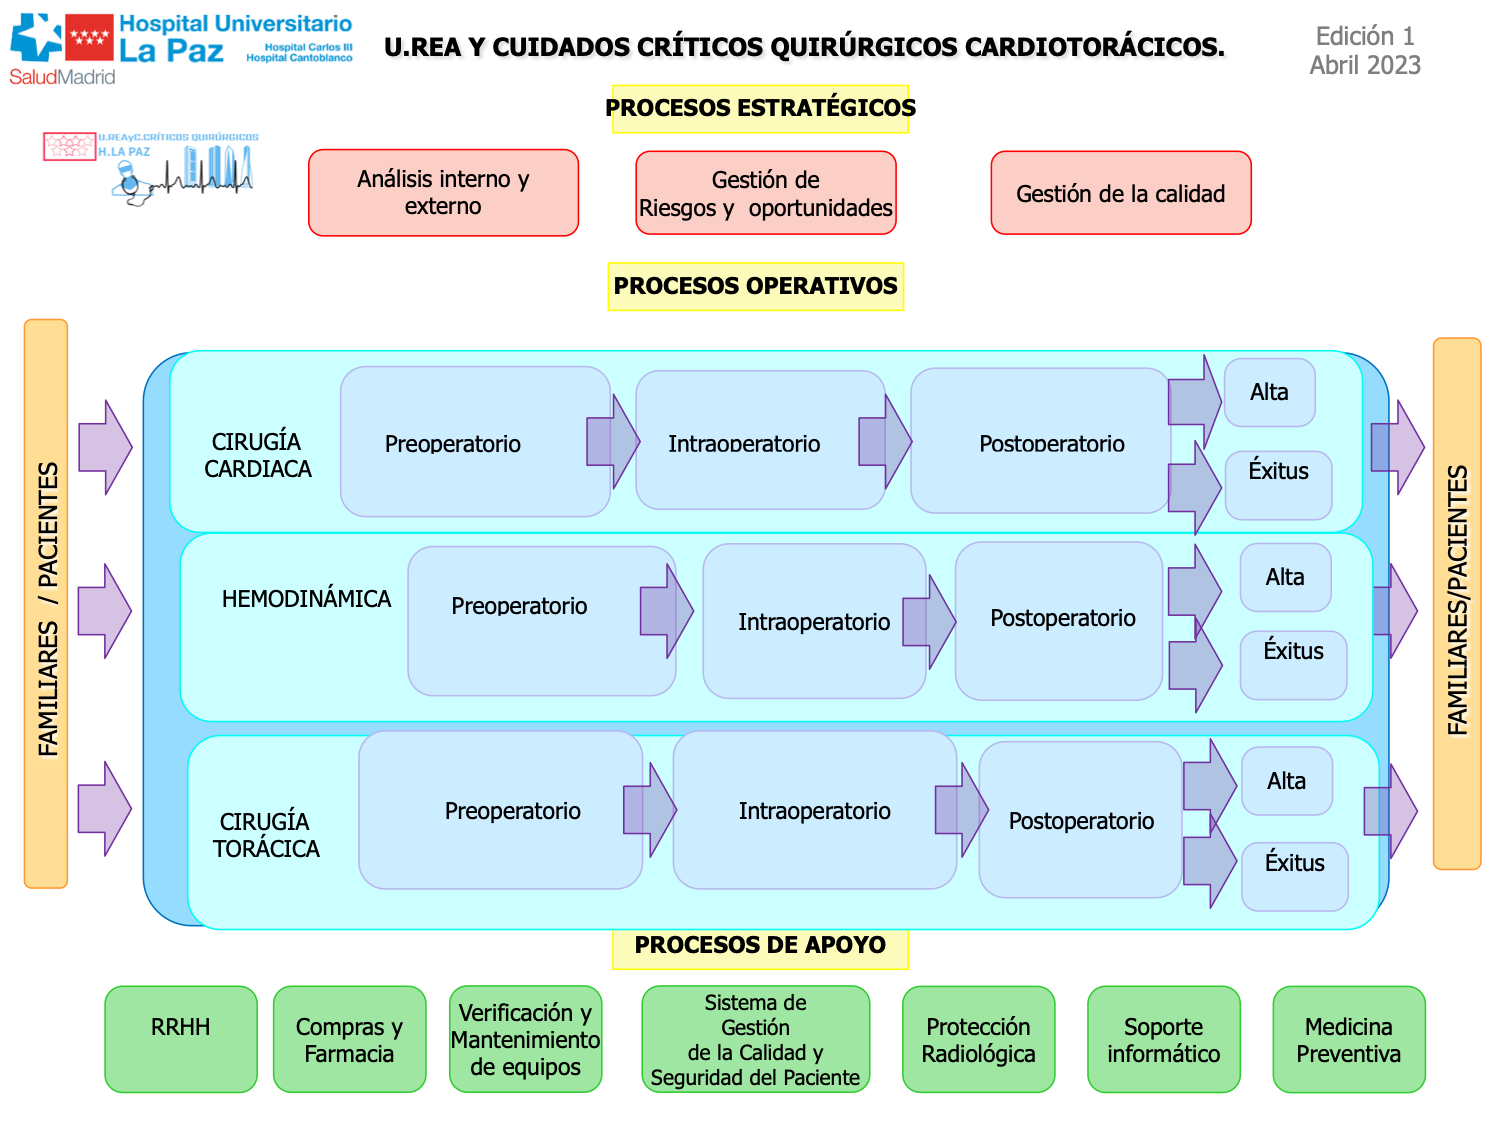 Hospital Universitario
La Paz
Hospital Carlos III
Hospital Cantoblanco
SaludMadrid
U.REA Y CUIDADOS CRÍTICOS QUIRÚRGICOS CARDIOTORÁCICOS.
Edición 1
Abril 2023
PROCESOS ESTRATÉGICOS
U.REAyC.CRÍTICOS QUIRÚRGICOS
H.LA PAZ
Análisis interno y
externo
Gestión de
Riesgos y  oportunidades
Gestión de la calidad
PROCESOS OPERATIVOS
FAMILIARES  / PACIENTES
CIRUGÍA
CARDIACA
Preoperatorio
Intraoperatorio
Postoperatorio
Alta
Éxitus
HEMODINÁMICA
Preoperatorio
Intraoperatorio
Postoperatorio
Alta
Éxitus
CIRUGÍA
TORÁCICA
Preoperatorio
Intraoperatorio
Postoperatorio
Alta
Éxitus
FAMILIARES/PACIENTES
PROCESOS DE APOYO
RRHH
Compras y
Farmacia
Verificación y
Mantenimiento
de equipos
Sistema de
Gestión
de la Calidad y
Seguridad del Paciente
Protección
Radiológica
Soporte
informático
Medicina
Preventiva